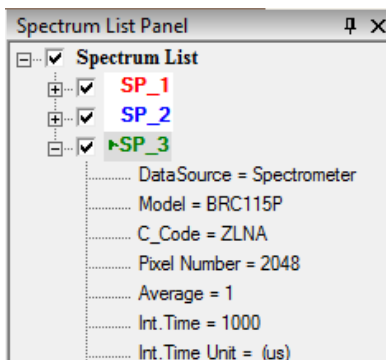 Spectrum List Panel
Spectrum List
SP_1
SP_2
SP_3
DataSource = Spectrometer
Model = BRC115P
C_Code = ZLNA
Pixel Number = 2048
Average = 1
Int.Time = 1000
Int.Time Unit = (us)